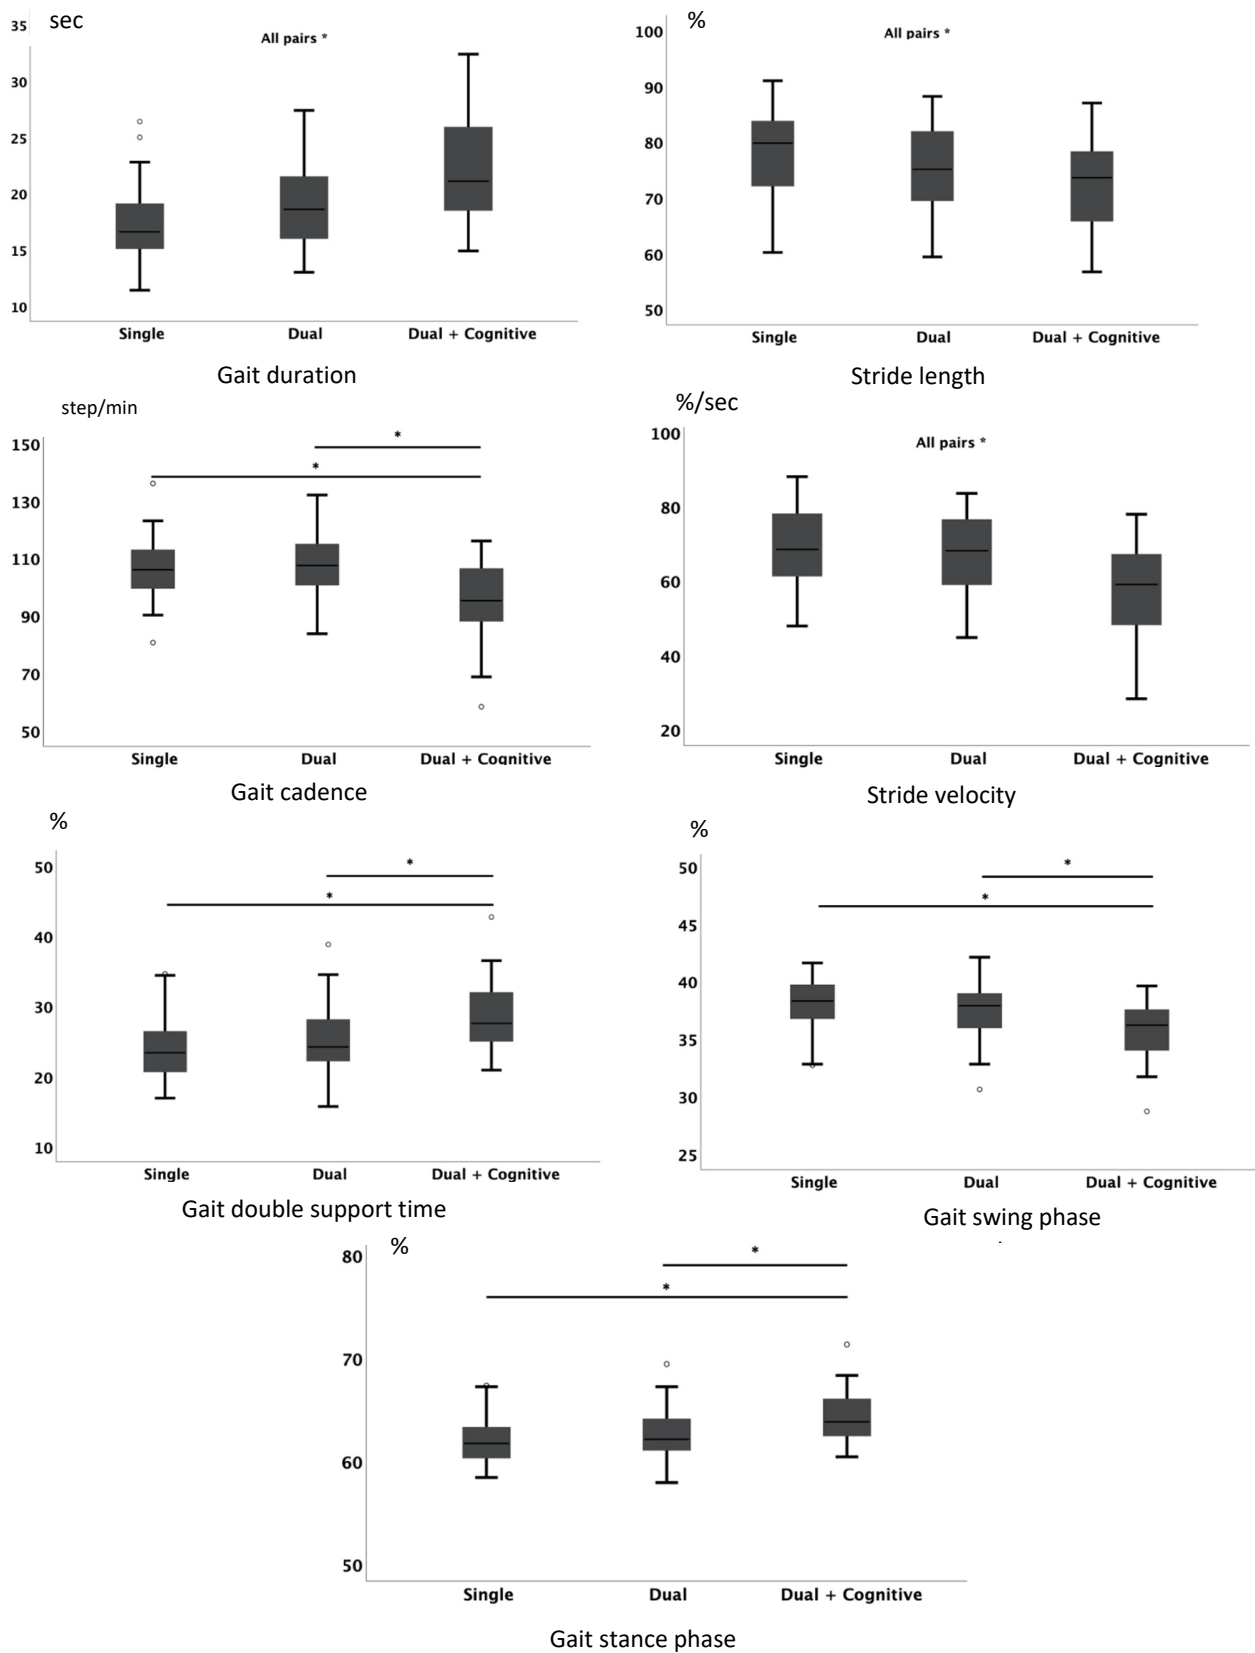 sec
All pairs *
35
30
25
20
15
10
Single Dual Dual + Cognitive
Gait duration
%
All pairs *
100
90
80
70
60
50
Single Dual Dual + Cognitive
Stride length
step/min
*
*
150
130
110
90
70
50
Single Dual Dual + Cognitive
Gait cadence
%/sec
All pairs *
100
80
60
40
20
Single Dual Dual + Cognitive
Stride velocity
%
*
*
50
40
30
20
10
Single Dual Dual + Cognitive
Gait double support time
%
*
*
50
45
40
35
30
25
Single Dual Dual + Cognitive
Gait swing phase
%
*
*
80
70
60
50
Single Dual Dual + Cognitive
Gait stance phase